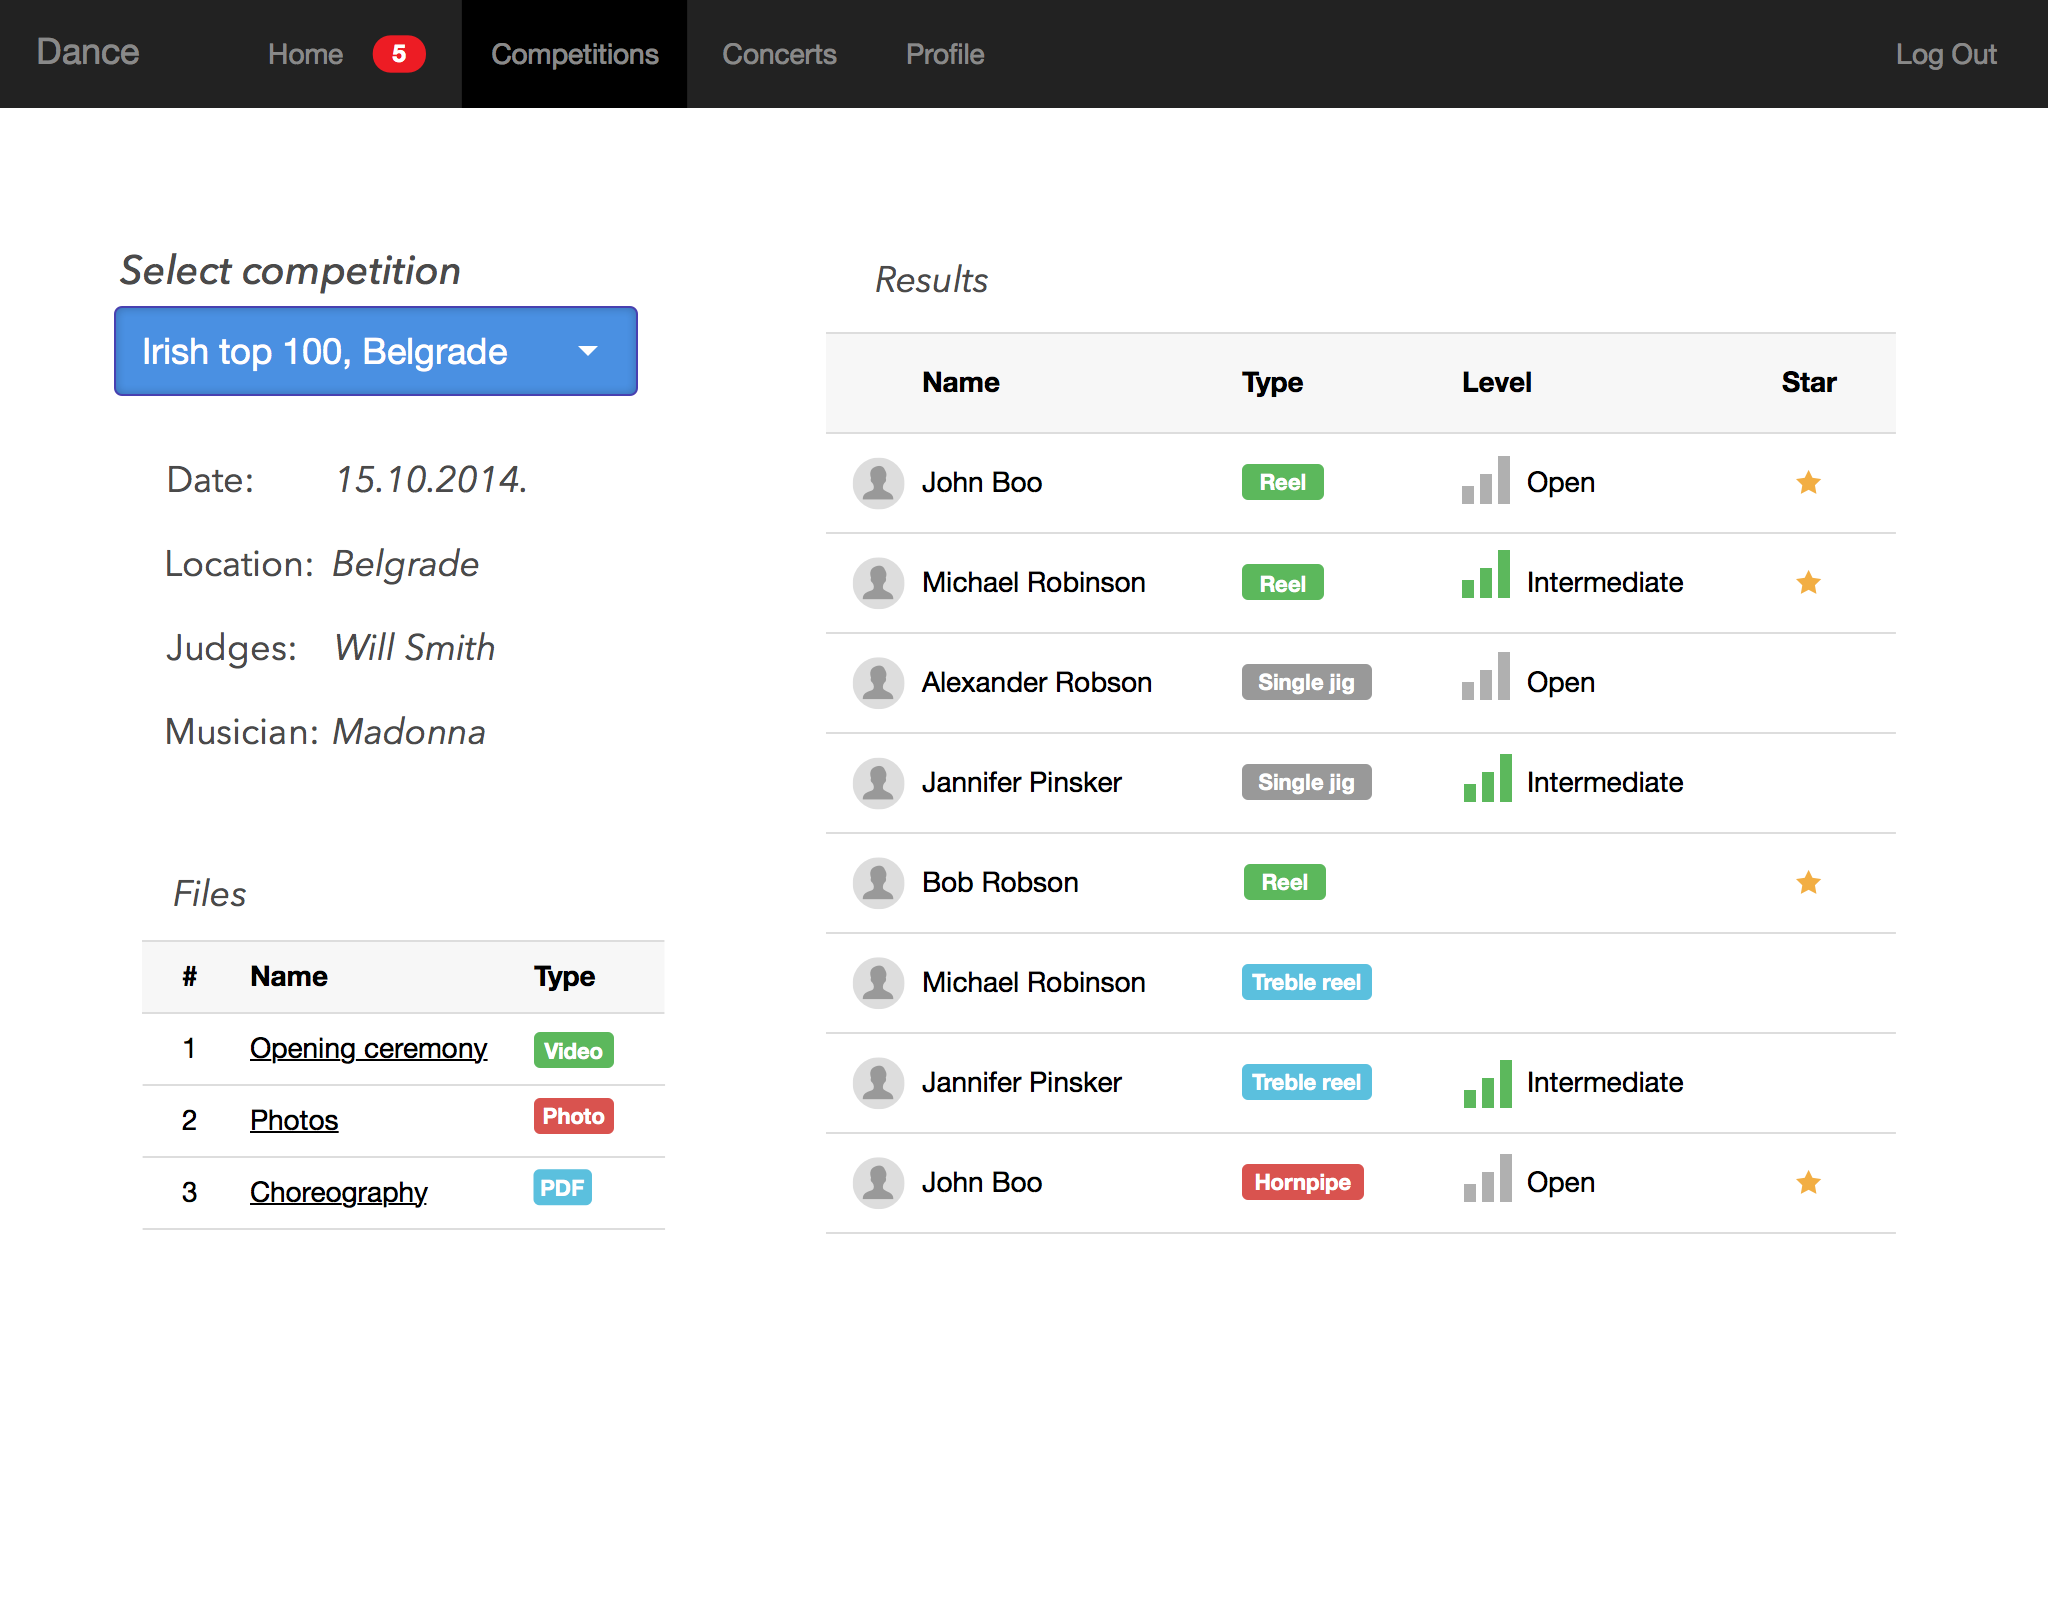 Dance Home 5 Competitions Concerts Profile Log Out
Select competition
Irish top 100, Belgrade
Date: 15.10.2014.
Location: Belgrade
Judges: Will Smith
Musician: Madonna
Files
# Name Type
1 Opening ceremony Video
2 Photos Photo
3 Choreography PDF
Results
Name Type Level Star
John Boo Reel Open
Michael Robinson Reel Intermediate
Alexander Robson Single jig Open
Jannifer Pinsker Single jig Intermediate
Bob Robson Reel
Michael Robinson Treble reel
Jannifer Pinsker Treble reel Intermediate
John Boo Hornpipe Open